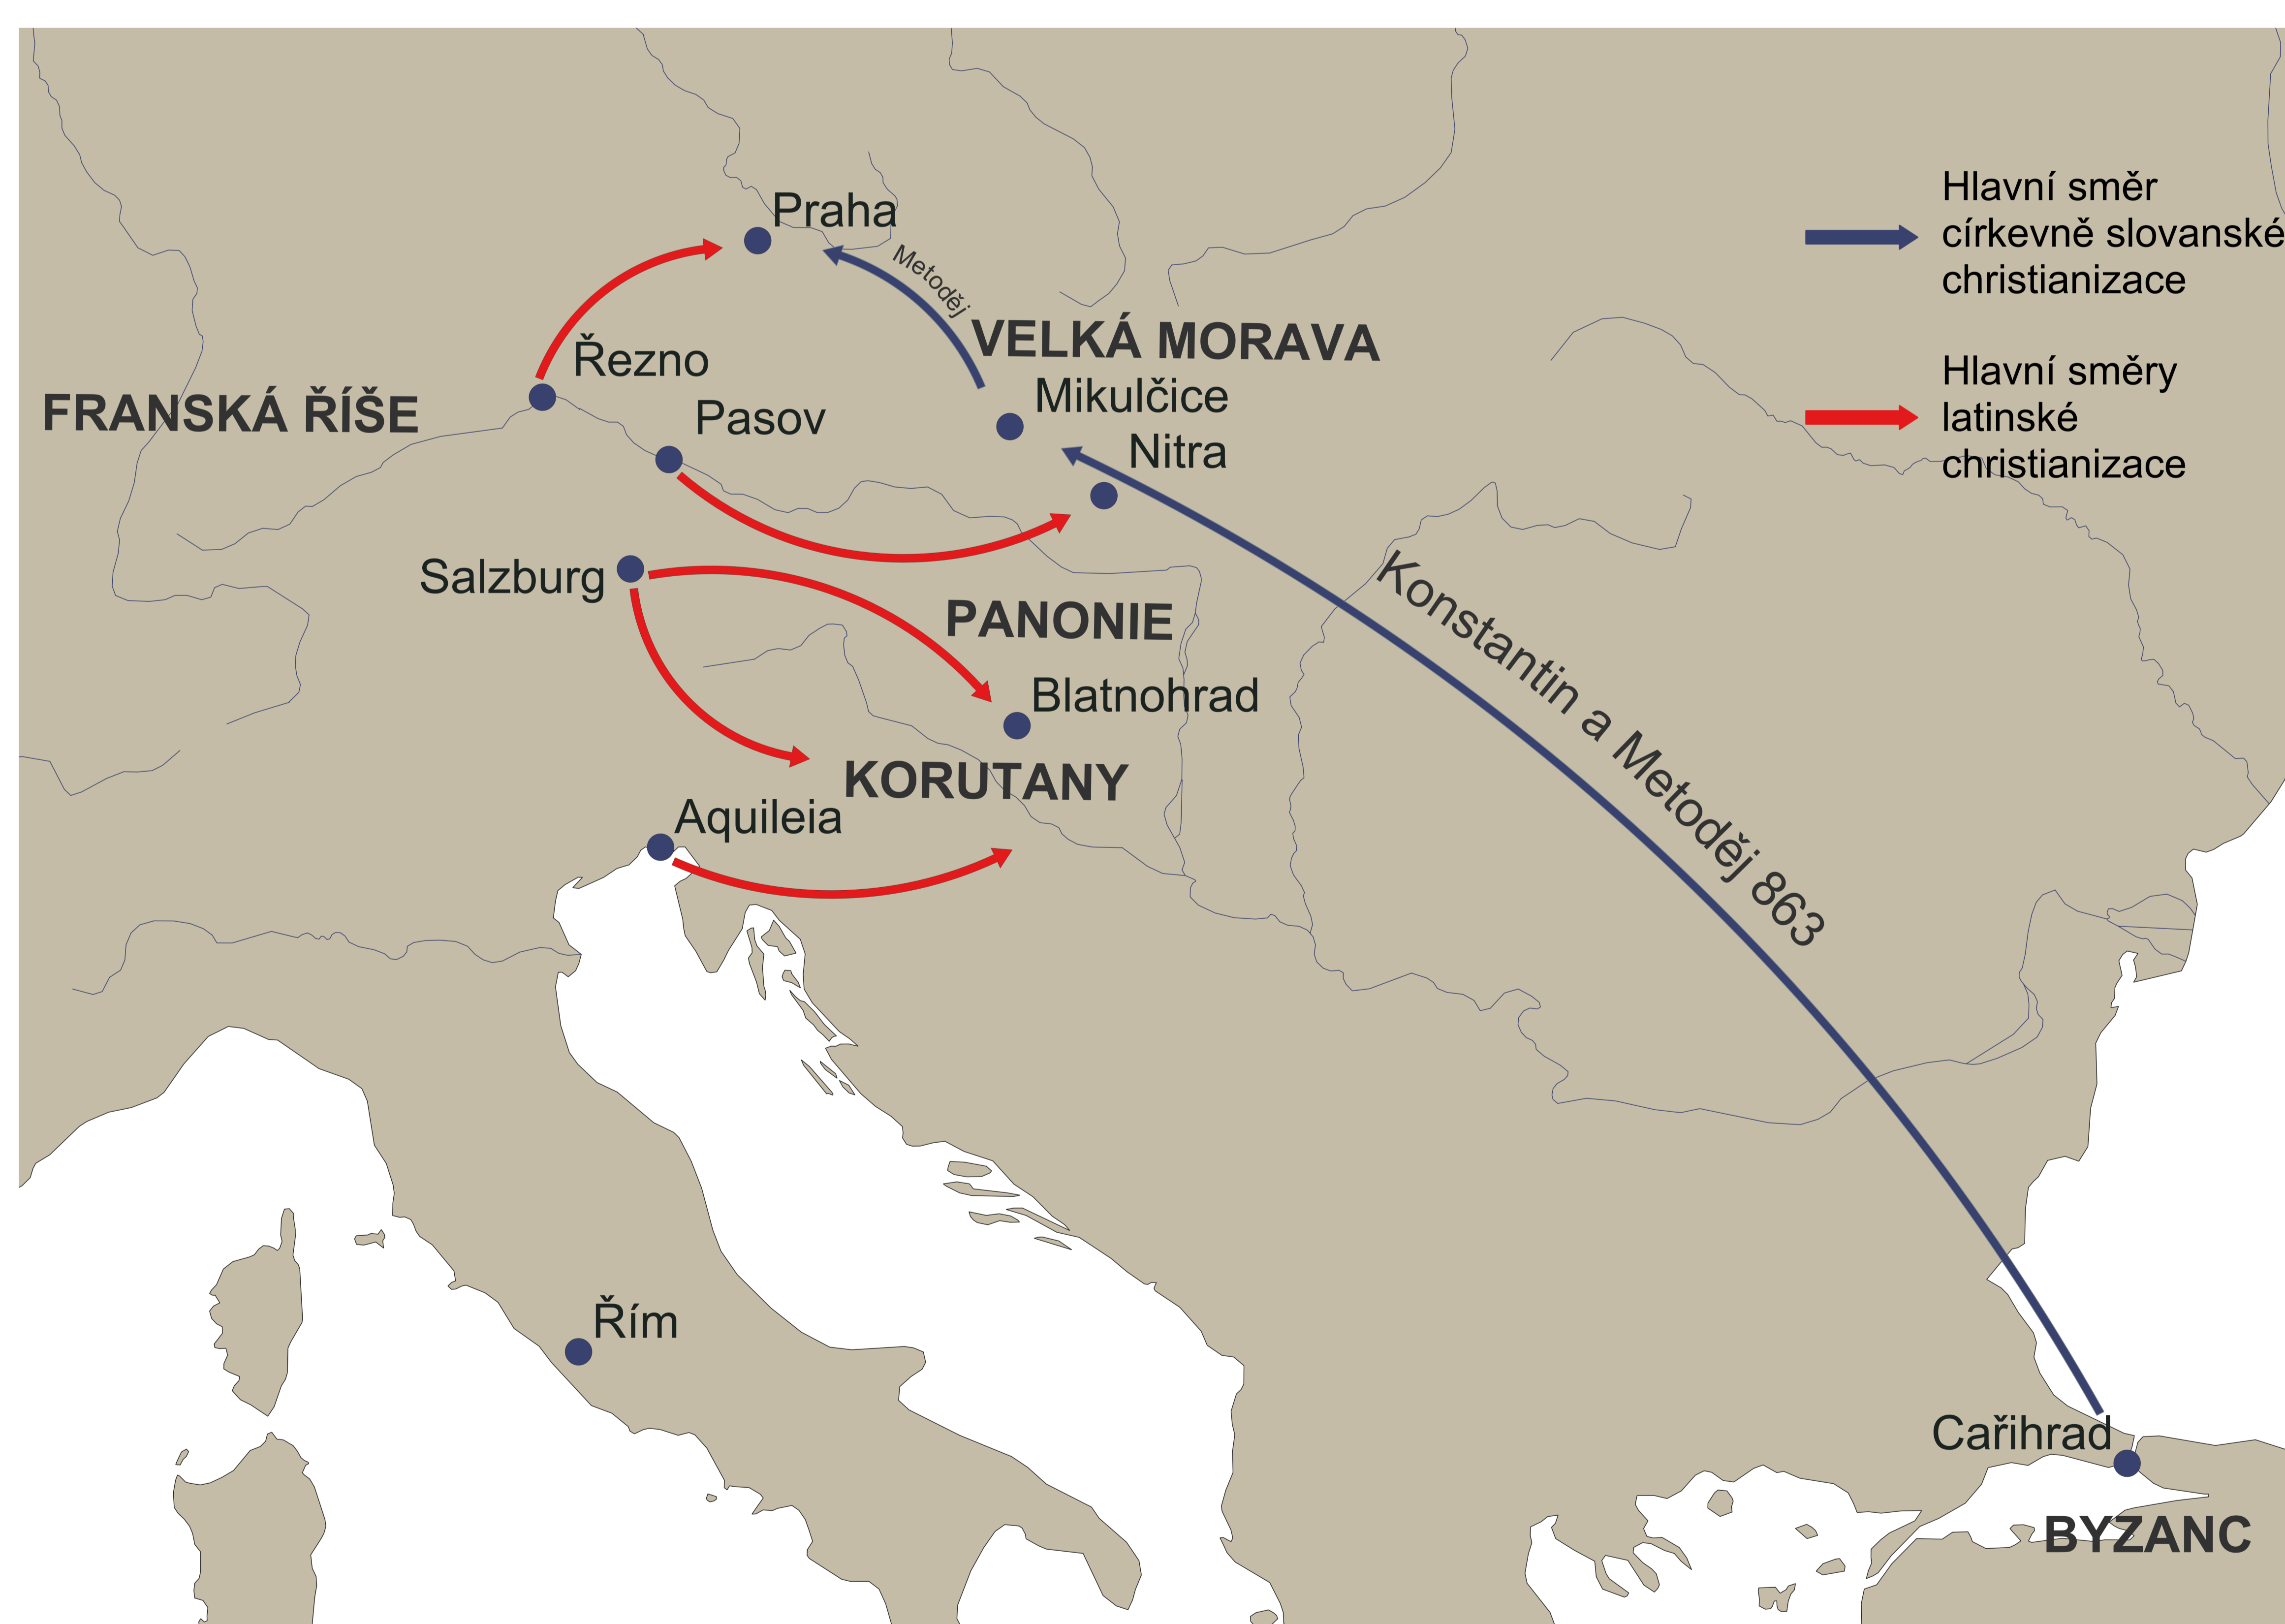 Praha
Metoděj
VELKÁ MORAVA
Řezno
FRANSKÁ ŘÍŠE
Pasov
Mikulčice
Nitra
Salzburg
PANONIE
Blatnohrad
KORUTANY
Aquileia
Konstantin a Metoděj 863
Řím
Cařihrad
BYZANC
Hlavní směr
církevně slovanské
christianizace
Hlavní směry
latinské
christianizace